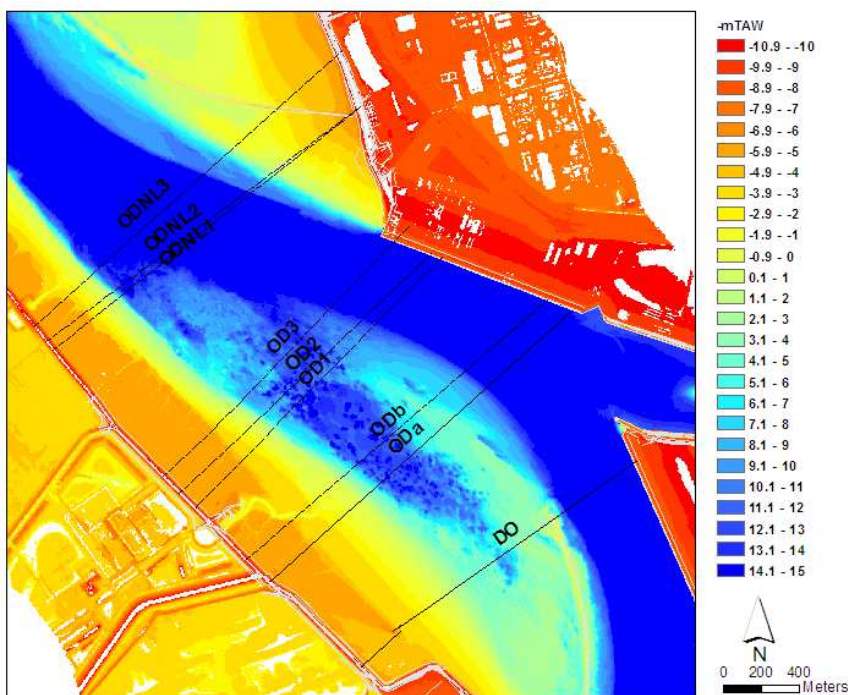 ODNL3
ODNL2
ODNL1
OD3
OD2
OD1
ODb
ODa
DO
-mTAW
-10.9 - -10
-9.9 - -9
-8.9 - -8
-7.9 - -7
-6.9 - -6
-5.9 - -5
-4.9 - -4
-3.9 - -3
-2.9 - -2
-1.9 - -1
-0.9 - 0
0.1 - 1
1.1 - 2
2.1 - 3
3.1 - 4
4.1 - 5
5.1 - 6
6.1 - 7
7.1 - 8
8.1 - 9
9.1 - 10
10.1 - 11
11.1 - 12
12.1 - 13
13.1 - 14
14.1 - 15
N
0 200 400
Meters